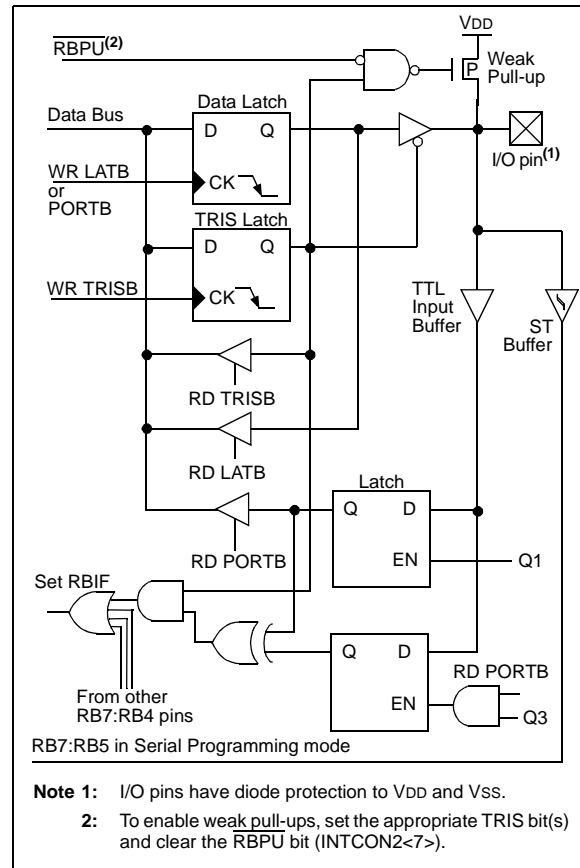 RBPU(2)
VDD
P
Weak
Pull-up
Data Bus
Data Latch
D Q
I/O pin(1)
WR LATB
or
PORTB
CK
TRIS Latch
D Q
WR TRISB
CK
TTL
Input
Buffer
ST
Buffer
RD TRISB
RD LATB
Latch
Q D
RD PORTB
EN
Q1
Set RBIF
Q D
RD PORTB
EN
Q3
From other
RB7:RB4 pins
RB7:RB5 in Serial Programming mode
Note 1: I/O pins have diode protection to VDD and VSS.
2: To enable weak pull-ups, set the appropriate TRIS bit(s)
and clear the RBPU bit (INTCON2<7>).